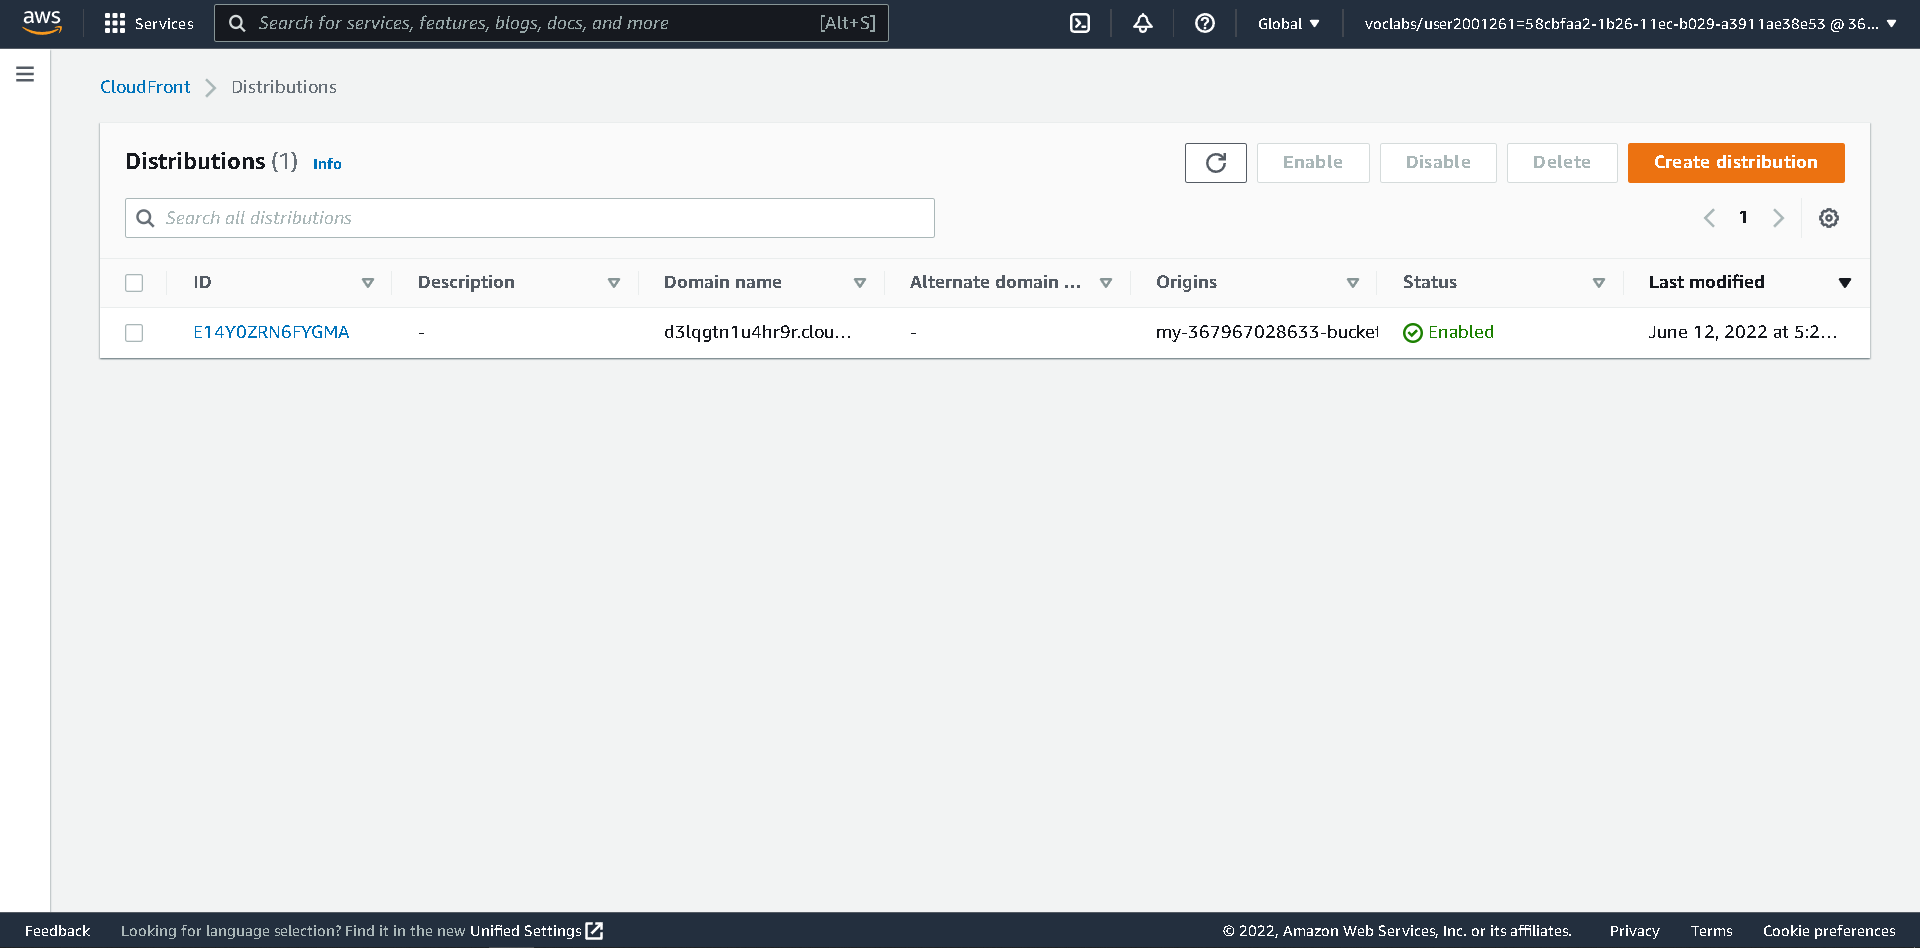 aws Services Search for services, features, blogs, docs, and more [Alt+S] Global voclabs/user2001261=58cbfaa2-1b26-11ec-b029-a3911ae38e53 @ 36...
CloudFront Distributions
Distributions (1) Info Enable Disable Delete Create distribution
Search all distributions 1
ID Description Domain name Alternate domain ... Origins Status Last modified
E14Y0ZRN6FYGMA - d3lqgtn1u4hr9r.clou... - my-367967028633-bucket Enabled June 12, 2022 at 5:2...
Feedback Looking for language selection? Find it in the new Unified Settings © 2022, Amazon Web Services, Inc. or its affiliates. Privacy Terms Cookie preferences